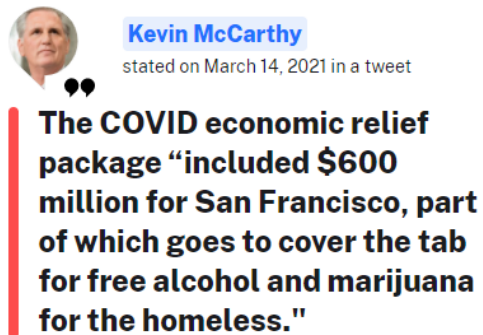 Kevin McCarthy
stated on March 14, 2021 in a tweet
The COVID economic relief
package “included $600
million for San Francisco, part
of which goes to cover the tab
for free alcohol and marijuana
for the homeless."